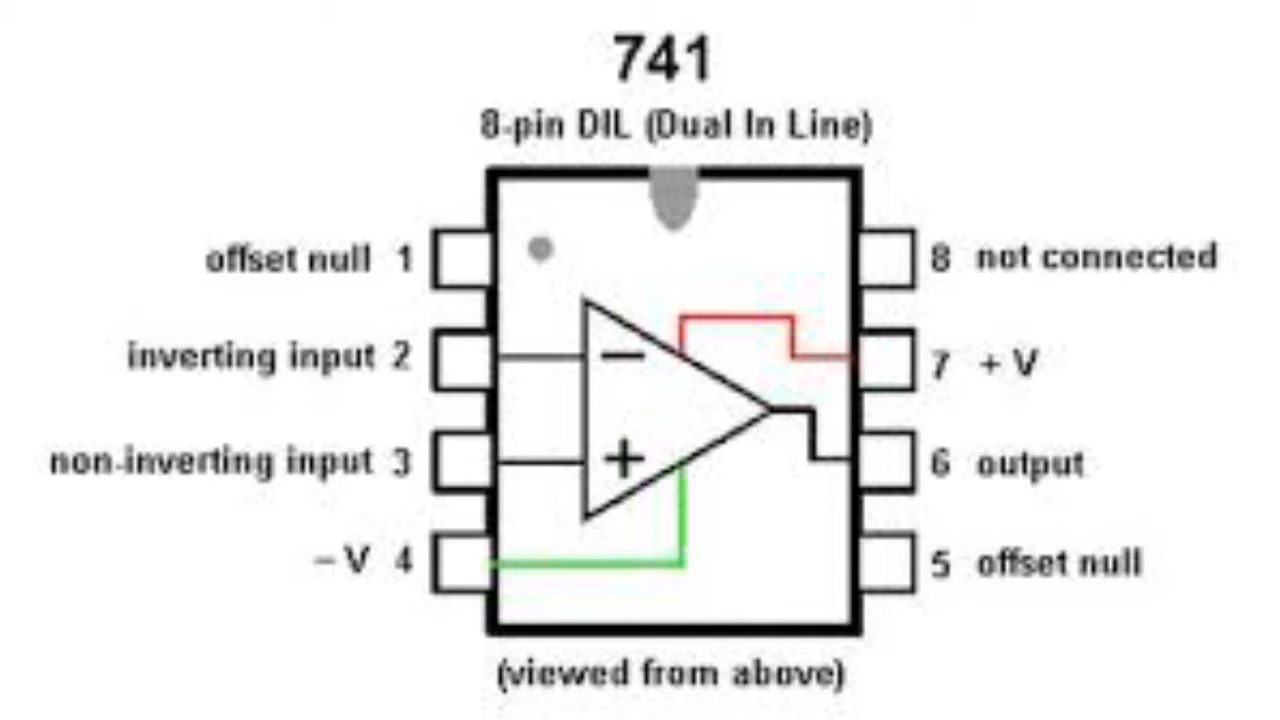 741
8-pin DIL (Dual In Line)
offset null 1
8 not connected
inverting input 2
7 + V
non-inverting input 3
6 output
– V 4
5 offset null
− 
+
(viewed from above)